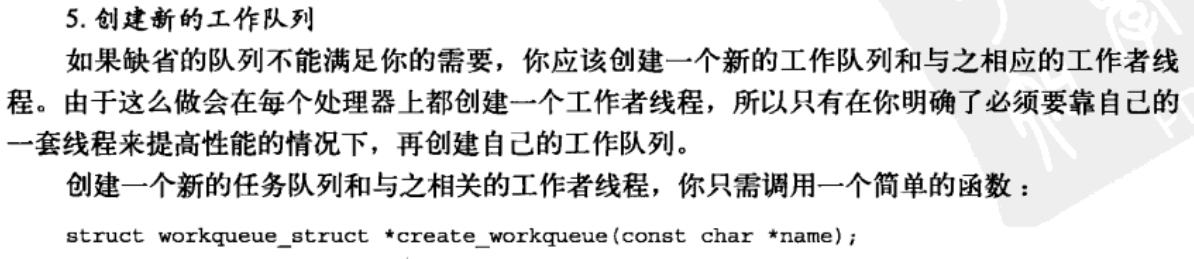 5. 创建新的工作队列
如果缺省的队列不能满足你的需要，你应该创建一个新的工作队列和与之相应的工作者线
程。由于这么做会在每个处理器上都创建一个工作者线程，所以只有在你明确了必须要靠自己的
一套线程来提高性能的情况下，再创建自己的工作队列。
创建一个新的任务队列和与之相关的工作者线程，你只需调用一个简单的函数：
struct workqueue_struct *create_workqueue(const char *name);